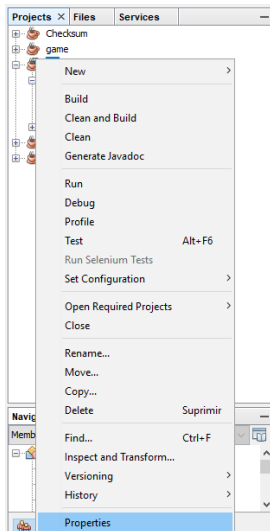 Projects × Files Services
Checksum
game
New
Build
Clean and Build
Clean
Generate Javadoc
Run
Debug
Profile
Test Alt+F6
Run Selenium Tests
Set Configuration
Open Required Projects
Close
Rename...
Move...
Copy...
Delete Suprimir
Navig
Memb
Find... Ctrl+F
Inspect and Transform...
Versioning
History
Properties